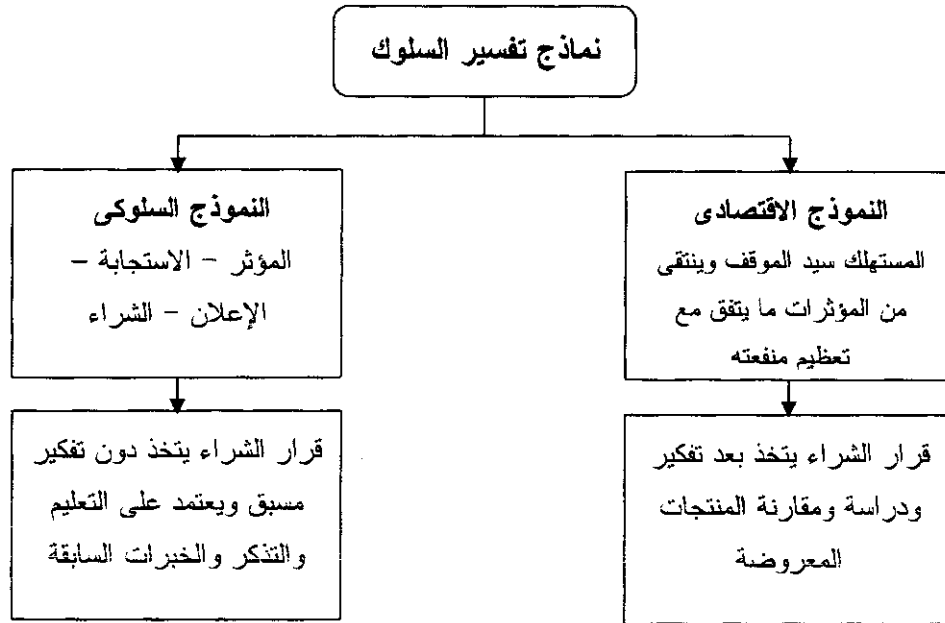 نماذج تفسير السلوك
النموذج الاقتصادى
المستهلك سيد الموقف وينتقى
من المؤثرات ما يتفق مع
تعظيم منفعته
قرار الشراء يتخذ بعد تفكير
ودراسة ومقارنة المنتجات
المعروضة
النموذج السلوكى
المؤثر – الاستجابة –
الإعلان – الشراء
قرار الشراء يتخذ دون تفكير
مسبق ويعتمد على التعليم
والتذكر والخبرات السابقة